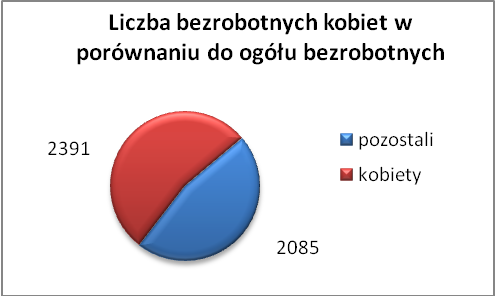 Liczba bezrobotnych kobiet w
porównaniu do ogółu bezrobotnych
2391
pozostali
kobiety
2085